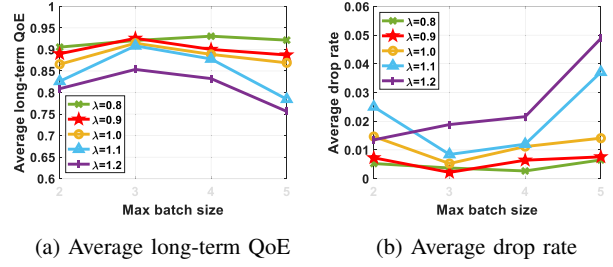 Average long-term QoE
1
0.95
0.9
0.85
0.8
0.75
0.7
0.65
0.6
λ=0.8
λ=0.9
λ=1.0
λ=1.1
λ=1.2
2 3 4 5
Max batch size
(a) Average long-term QoE
Average drop rate
0.06
0.05
0.04
0.03
0.02
0.01
0
λ=0.8
λ=0.9
λ=1.0
λ=1.1
λ=1.2
2 3 4 5
Max batch size
(b) Average drop rate